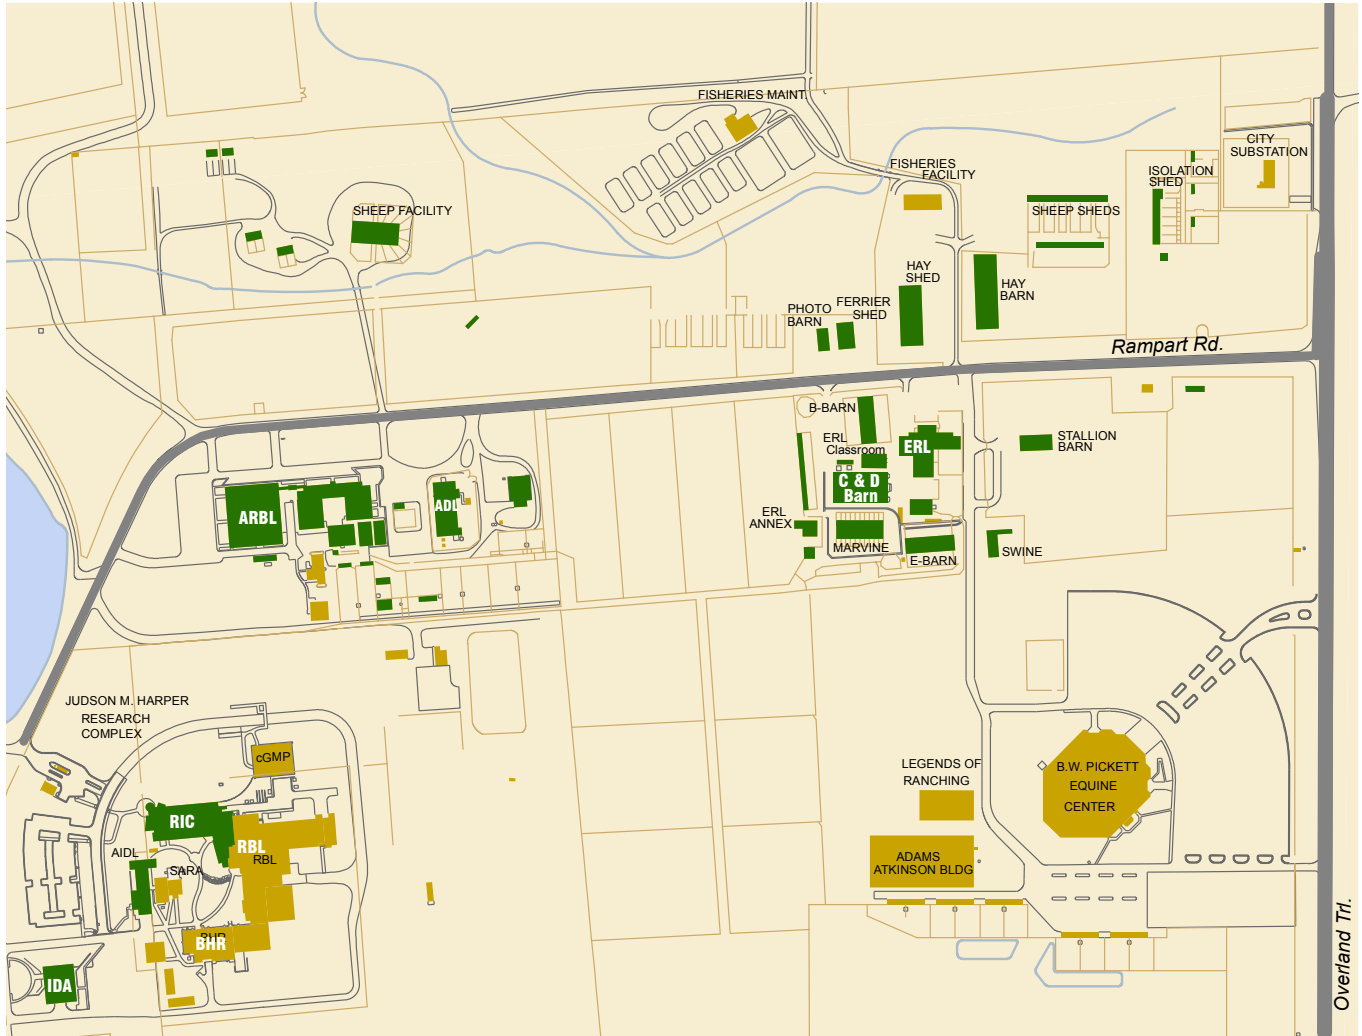 FISHERIES MAINT.
CITY
SUBSTATION
FISHERIES
FACILITY
ISOLATION
SHED
SHEEP FACILITY
SHEEP SHEDS
HAY
SHED
HAY
BARN
PHOTO
BARN
FERRIER
SHED
Rampart Rd.
B-BARN
ERL
Classroom
ERL
STALLION
BARN
C & D
Barn
ARBL
ADL
ERL
ANNEX
MARVINE
E-BARN
SWINE
JUDSON M. HARPER
RESEARCH
COMPLEX
cGMP
LEGENDS OF
RANCHING
B.W. PICKETT
EQUINE
CENTER
RIC
RBL
RBL
AIDL
SARA
ADAMS
ATKINSON BLDG
BHR
BHR
IDA
Overland Trl.